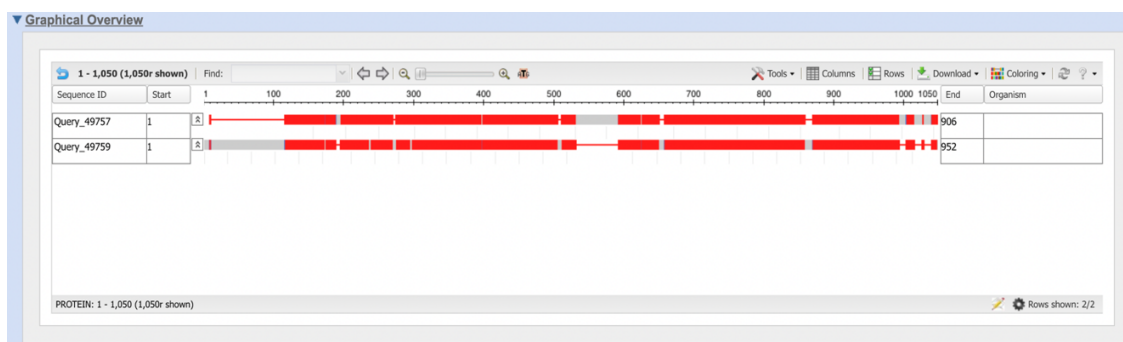 Graphical Overview
1 - 1,050 (1,050r shown) Find: Tools Columns Rows Download Coloring ?
Sequence ID Start 1 100 200 300 400 500 600 700 800 900 1000 1050 End Organism
Query_49757 1 906
Query_49759 1 952
PROTEIN: 1 - 1,050 (1,050r shown) Rows shown: 2/2